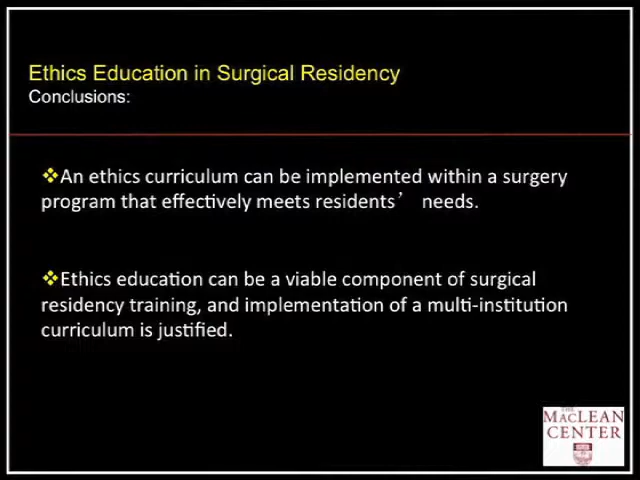 Ethics Education in Surgical Residency
Conclusions:
❖An ethics curriculum can be implemented within a surgery
program that effectively meets residents’ needs.
❖Ethics education can be a viable component of surgical
residency training, and implementation of a multi-institution
curriculum is justified.
THE
MACLEAN
CENTER